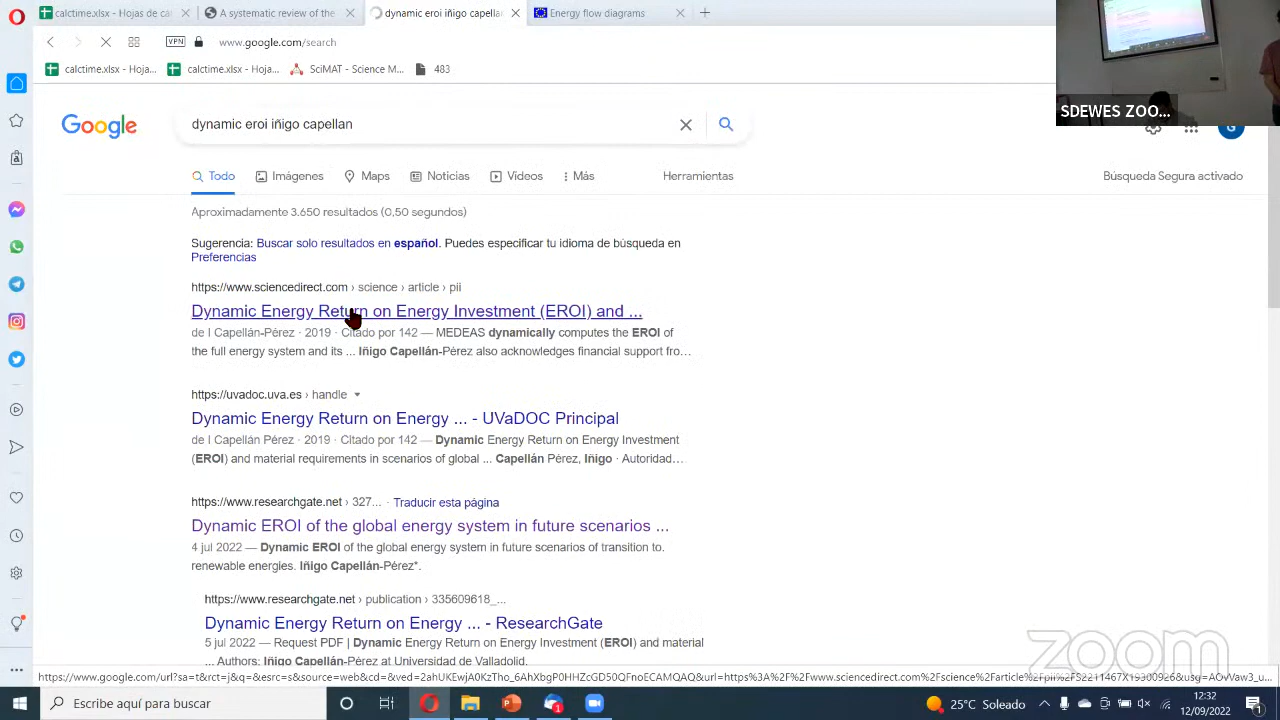 calctime.xlsx - Hoja de c
A systematic review of the
dynamic eroi iñigo capellan
Energy flow diagrams
VPN
www.google.com/search
calctime.xlsx - Hoja...
calctime.xlsx - Hoja...
SciMAT - Science M...
483
SDEWES ZOO...
Google
dynamic eroi iñigo capellan
Todo
Imágenes
Maps
Noticias
Vídeos
Más
Herramientas
Búsqueda Segura activado
Aproximadamente 3.650 resultados (0,50 segundos)
Sugerencia: Buscar solo resultados en español. Puedes especificar tu idioma de búsqueda en
Preferencias
https://www.sciencedirect.com › science › article › pii
Dynamic Energy Return on Energy Investment (EROI) and ...
de I Capellán-Pérez · 2019 · Citado por 142 — MEDEAS dynamically computes the EROI of
the full energy system and its ... Iñigo Capellán-Pérez also acknowledges financial support fro…
https://uvadoc.uva.es › handle
Dynamic Energy Return on Energy ... - UVaDOC Principal
de I Capellán Pérez · 2019 · Citado por 142 — Dynamic Energy Return on Energy Investment
(EROI) and material requirements in scenarios of global ... Capellán Pérez, Iñigo · Autoridad…
https://www.researchgate.net › 327... · Traducir esta página
Dynamic EROI of the global energy system in future scenarios ...
4 jul 2022 — Dynamic EROI of the global energy system in future scenarios of transition to.
renewable energies. Iñigo Capellán-Pérez*.
https://www.researchgate.net › publication › 335609618_...
Dynamic Energy Return on Energy ... - ResearchGate
5 jul 2022 — Request PDF | Dynamic Energy Return on Energy Investment (EROI) and material
... Authors: Iñigo Capellán-Pérez at Universidad de Valladolid.
zoom
Escribe aquí para buscar
25°C Soleado
12:32
12/09/2022